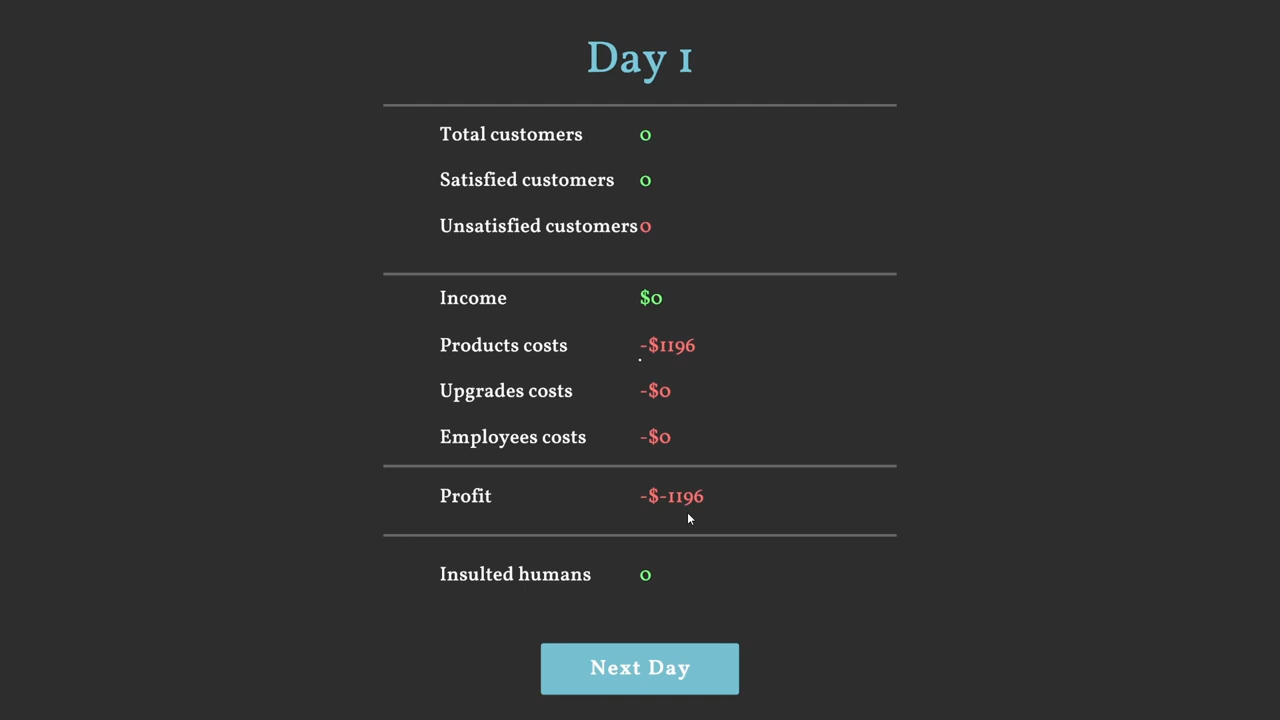 Day 1
Total customers 0
Satisfied customers 0
Unsatisfied customers 0
Income $0
Products costs -$1196
Upgrades costs -$0
Employees costs -$0
Profit -$-1196
Insulted humans 0
Next Day